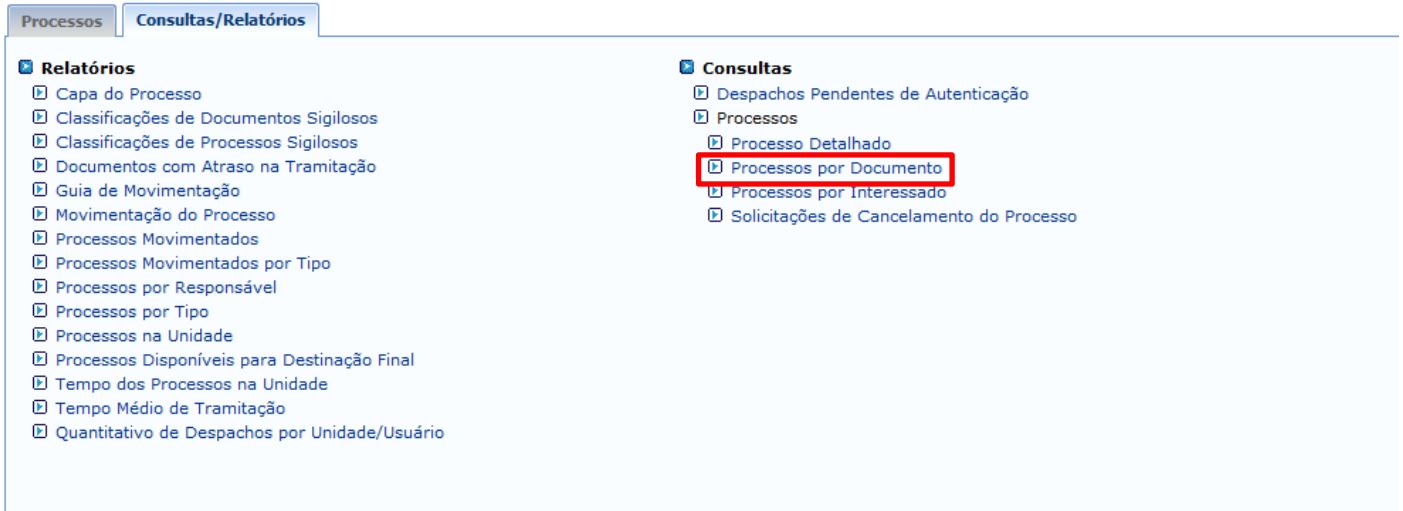 Processos
Consultas/Relatórios
Relatórios
Capa do Processo
Classificações de Documentos Sigilosos
Classificações de Processos Sigilosos
Documentos com Atraso na Tramitação
Guia de Movimentação
Movimentação do Processo
Processos Movimentados
Processos Movimentados por Tipo
Processos por Responsável
Processos por Tipo
Processos na Unidade
Processos Disponíveis para Destinação Final
Tempo dos Processos na Unidade
Tempo Médio de Tramitação
Quantitativo de Despachos por Unidade/Usuário
Consultas
Despachos Pendentes de Autenticação
Processos
Processo Detalhado
Processos por Documento
Processos por Interessado
Solicitações de Cancelamento do Processo